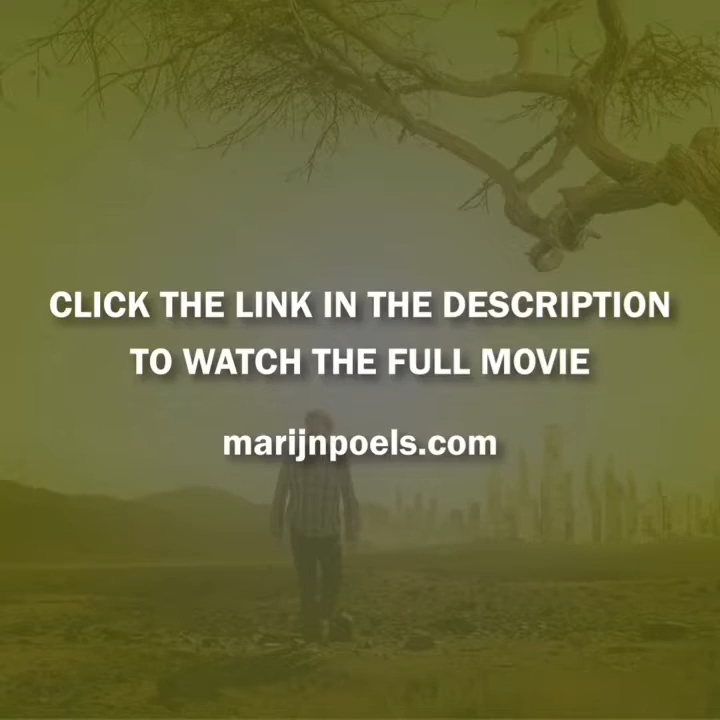 CLICK THE LINK IN THE DESCRIPTION
TO WATCH THE FULL MOVIE
marijnpoels.com